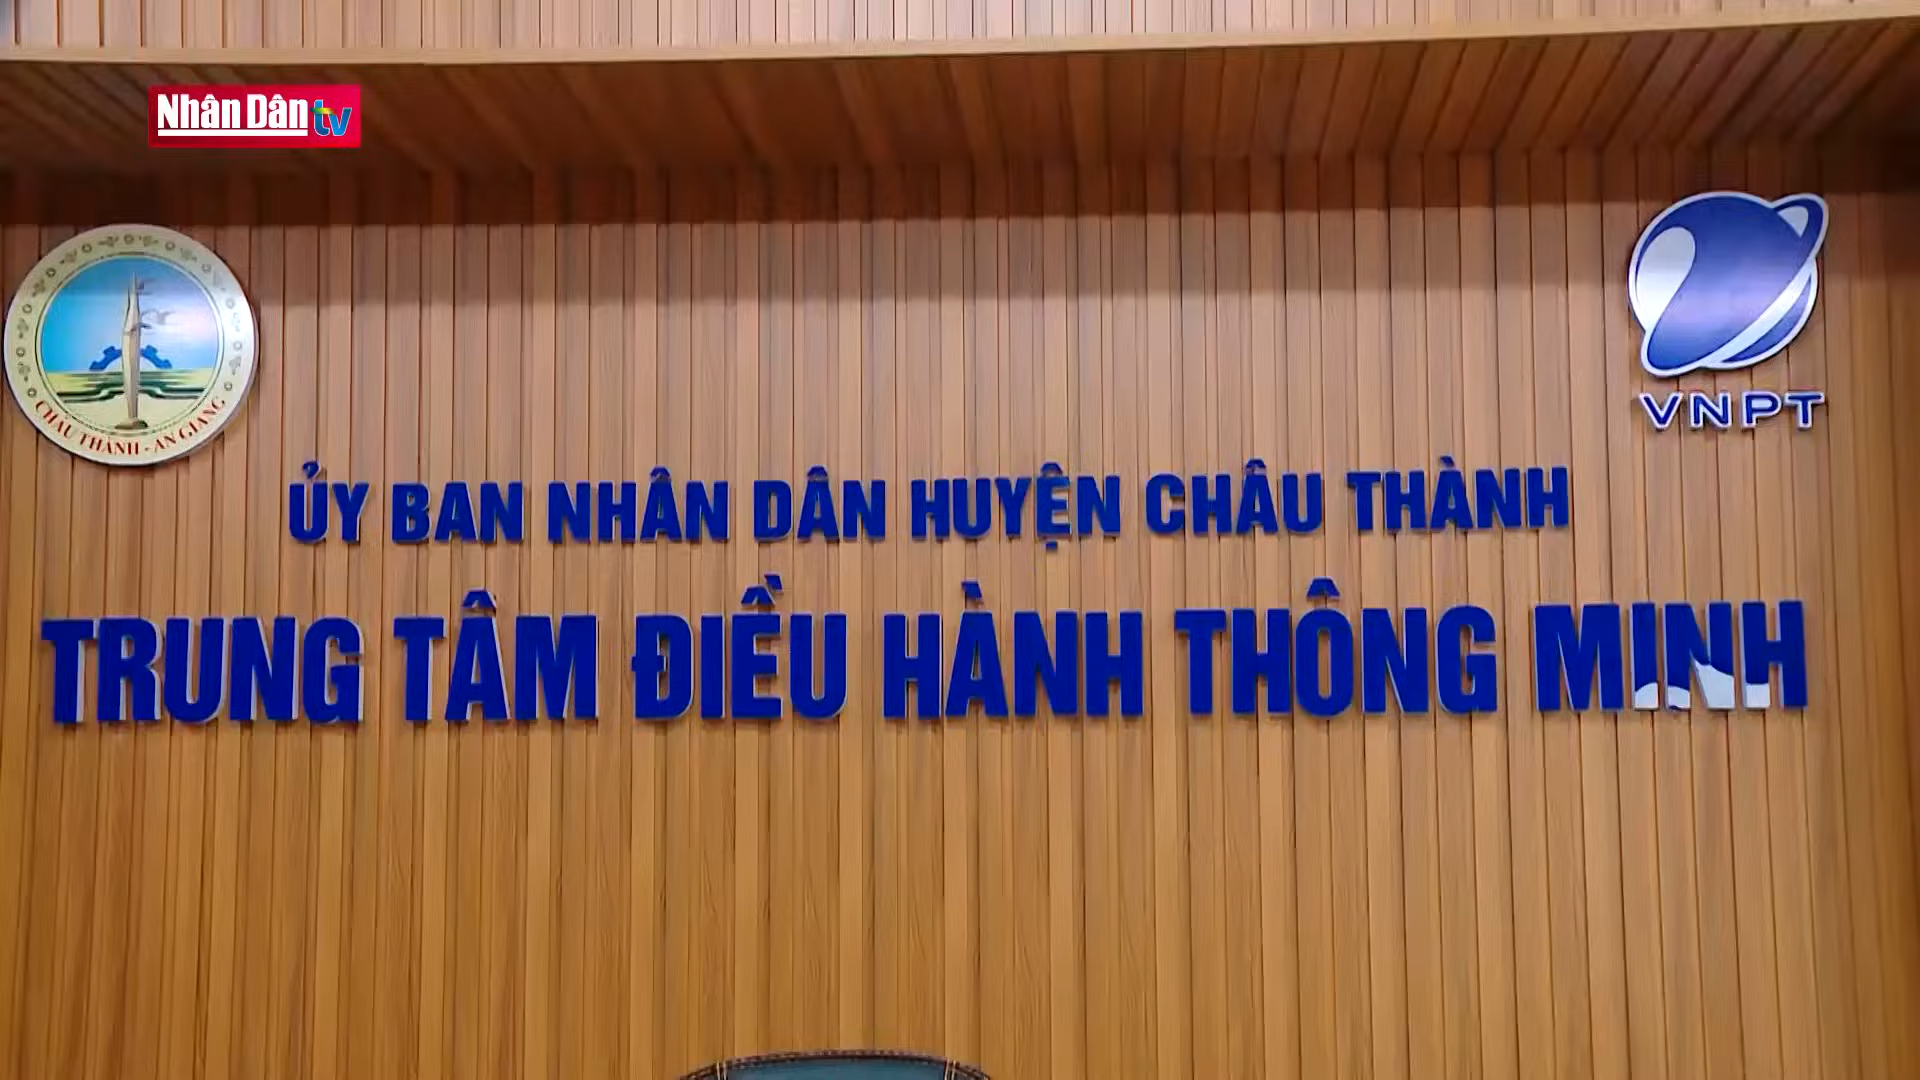 Nhân Dân tv
CHÂU THÀNH - AN GIANG
VNPT
ỦY BAN NHÂN DÂN HUYỆN CHÂU THÀNH
TRUNG TÂM ĐIỀU HÀNH THÔNG MINH